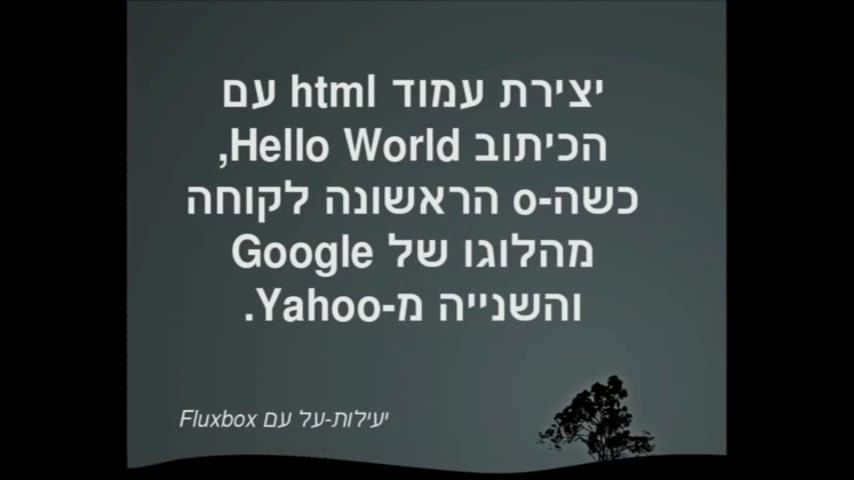 יצירת עמוד html עם
הכיתוב Hello World,
כשה-o הראשונה לקוחה
מהלוגו של Google
והשנייה מ-Yahoo.
יעילות-על עם Fluxbox